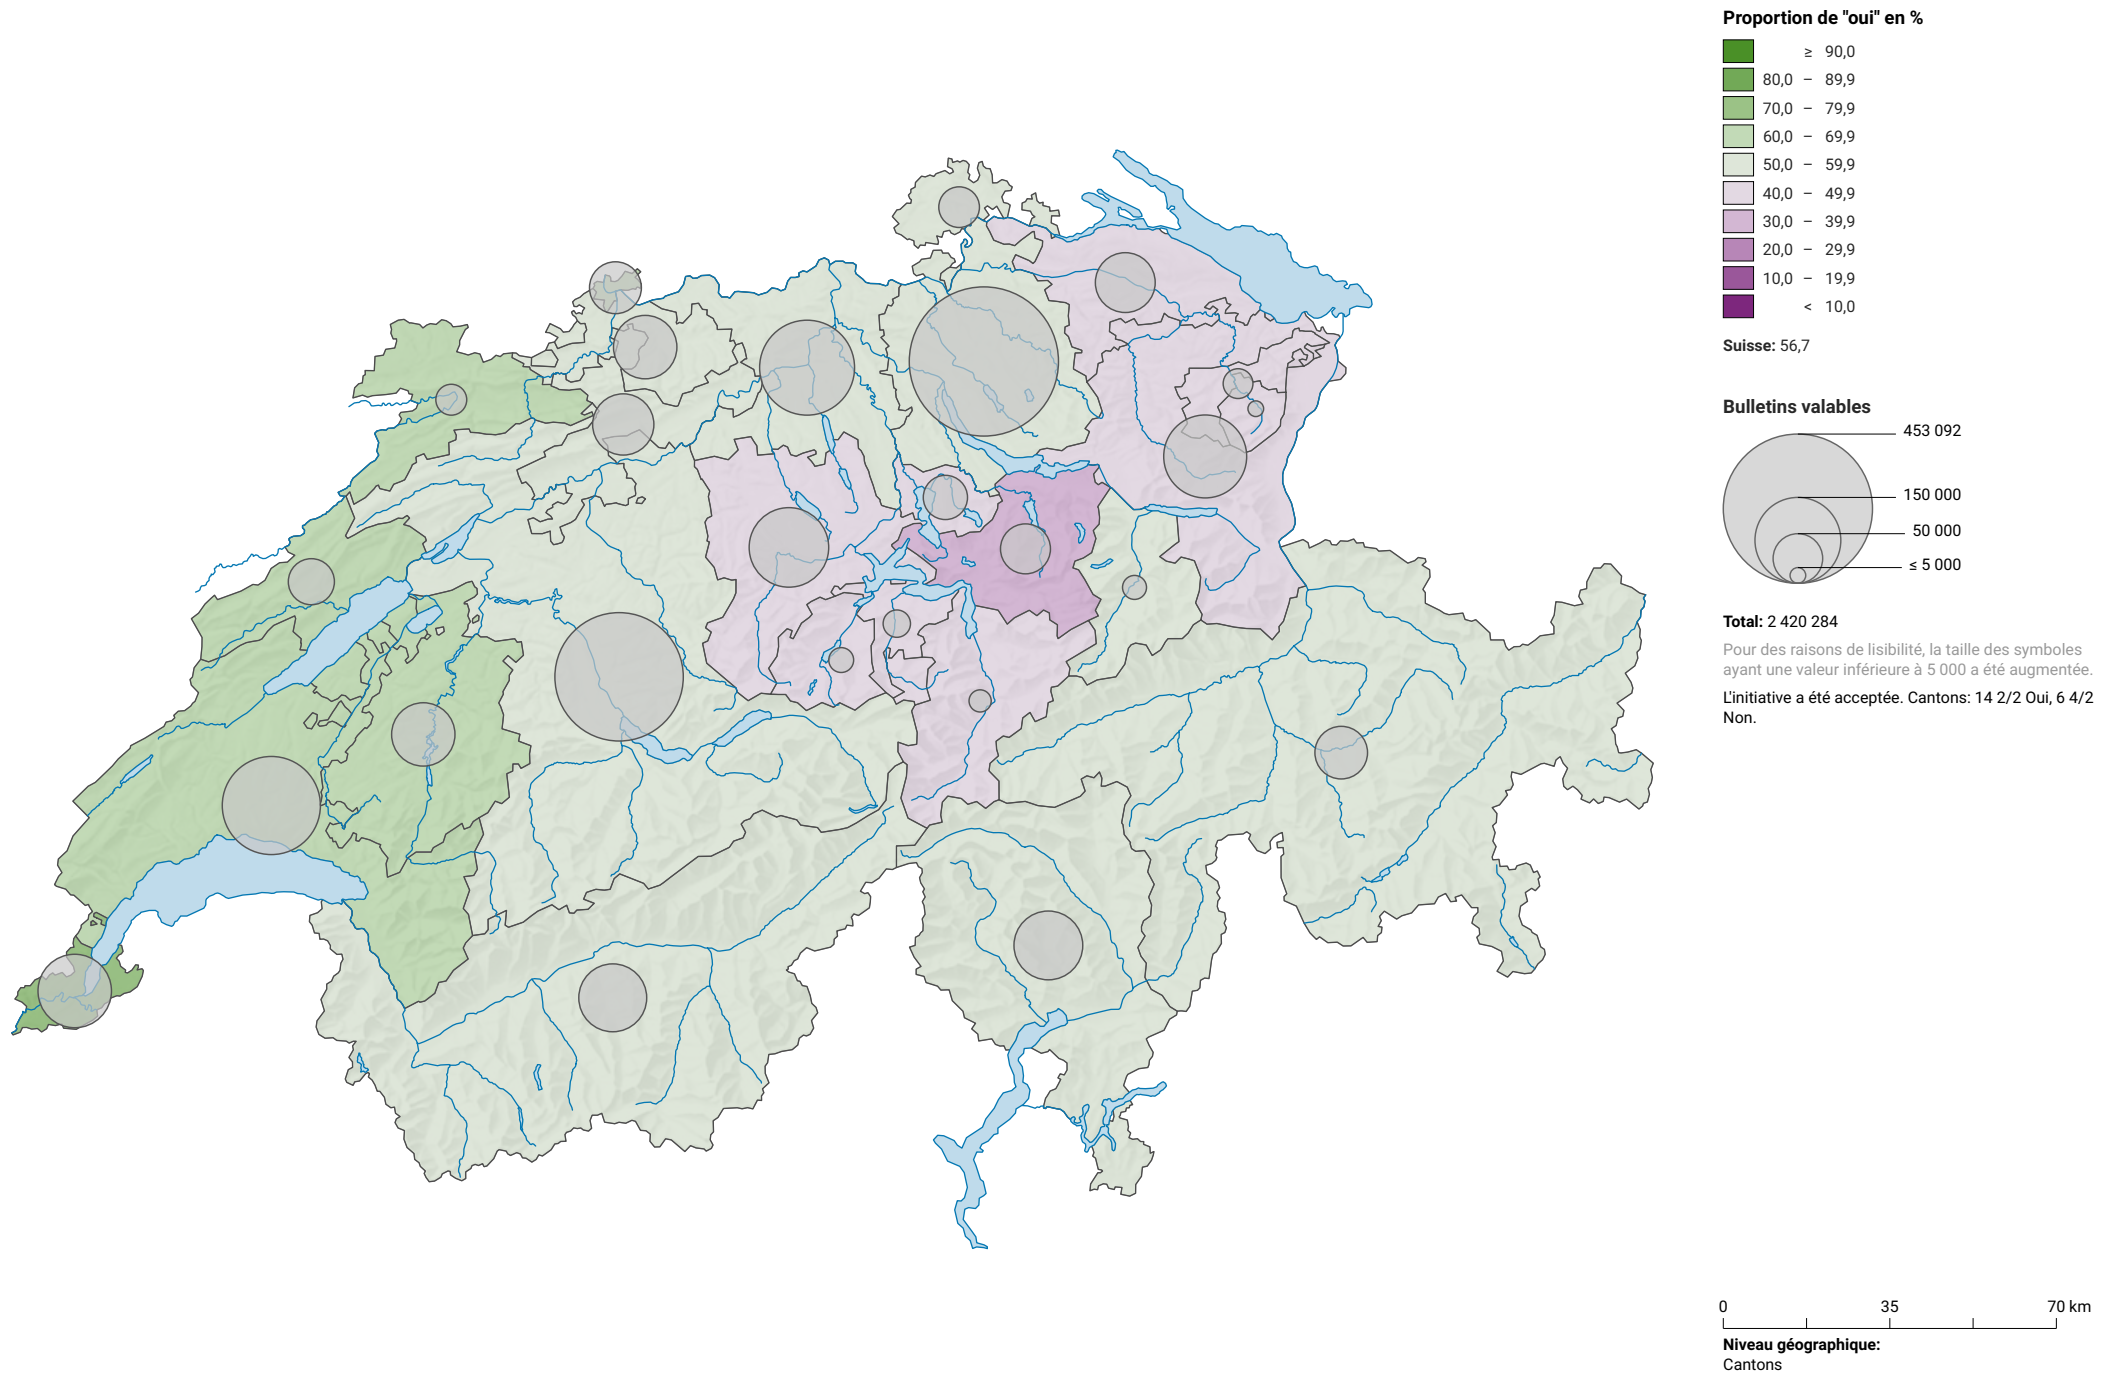 Proportion de "oui" en %
≥ 90,0
80,0 – 89,9
70,0 – 79,9
60,0 – 69,9
50,0 – 59,9
40,0 – 49,9
30,0 – 39,9
20,0 – 29,9
10,0 – 19,9
< 10,0
Suisse: 56,7
Bulletins valables
453 092
150 000
50 000
≤ 5 000
Total: 2 420 284
Pour des raisons de lisibilité, la taille des symboles
ayant une valeur inférieure à 5 000 a été augmentée.
L'initiative a été acceptée. Cantons: 14 2/2 Oui, 6 4/2
Non.
0 35 70 km
Niveau géographique:
Cantons